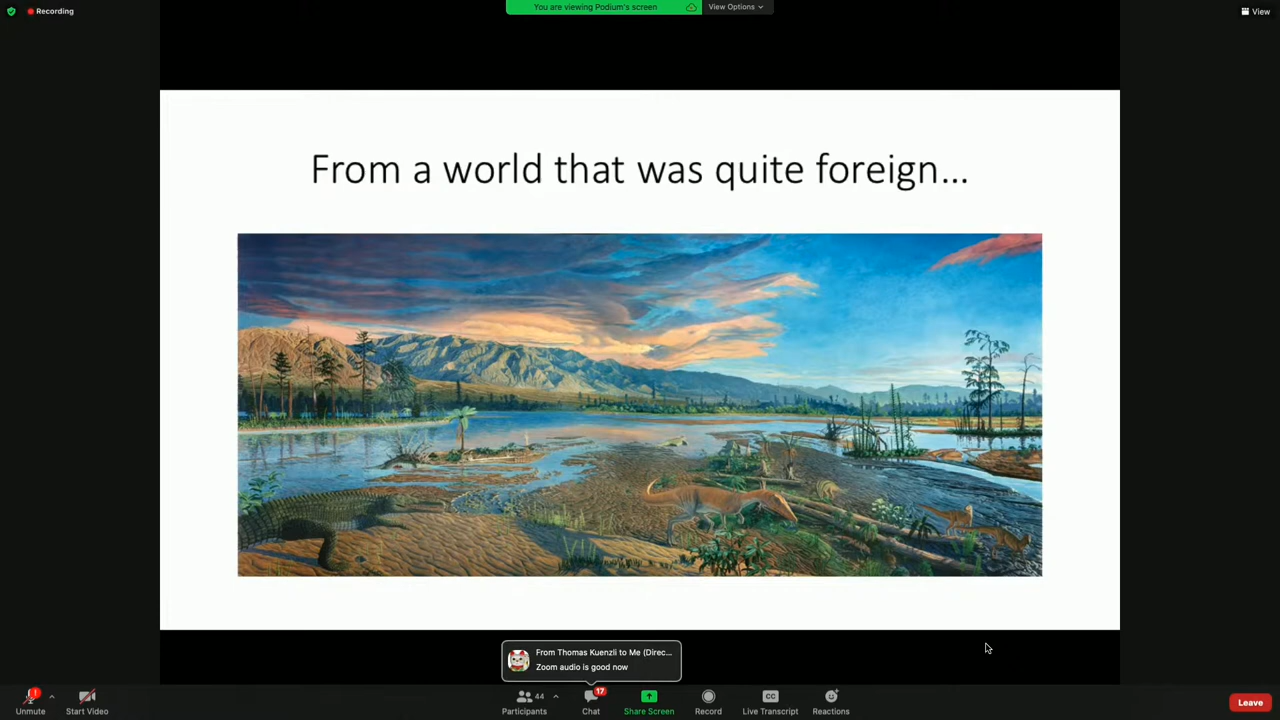 Recording
You are viewing Podium's screen
View Options
View
From a world that was quite foreign...
From Thomas Kuenzli to Me (Direc...
Zoom audio is good now
!
17
44
CC
Unmute
Start Video
Participants
Chat
Share Screen
Record
Live Transcript
Reactions
Leave